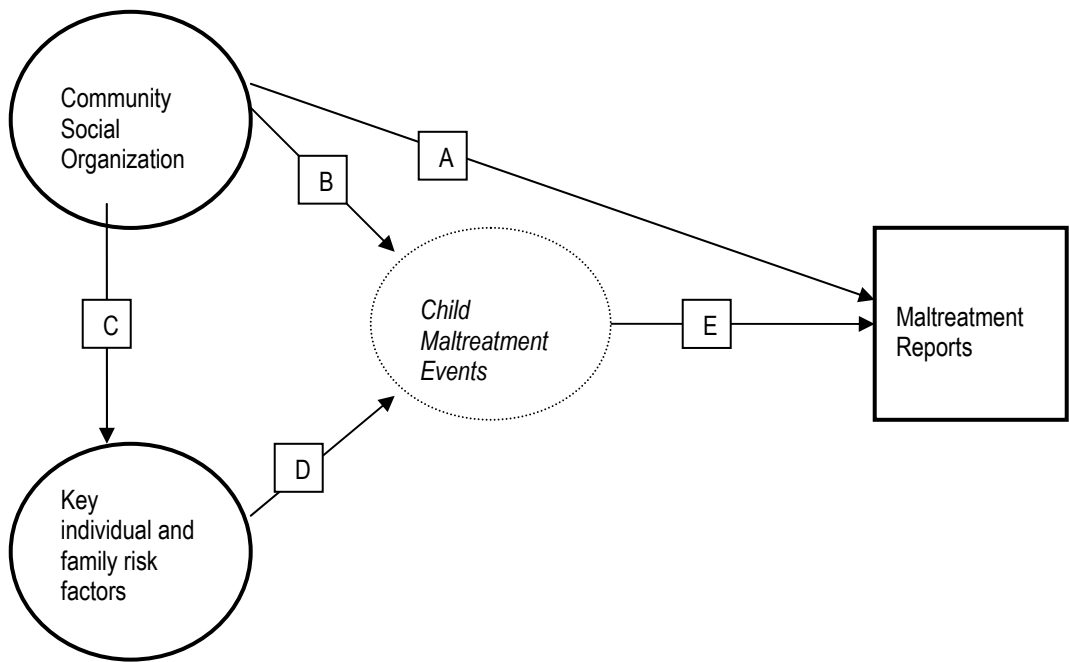 Community
Social
Organization
A
B
C
Child
Maltreatment
Events
E
Maltreatment
Reports
D
Key
individual and
family risk
factors